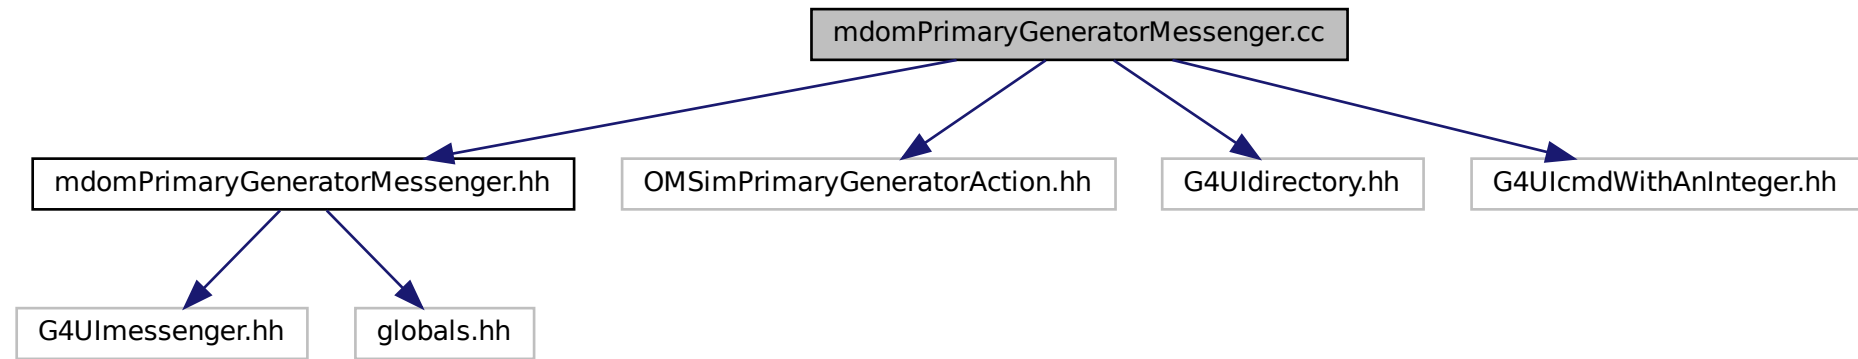 mdomPrimaryGeneratorMessenger.cc
mdomPrimaryGeneratorMessenger.hh
OMSimPrimaryGeneratorAction.hh
G4UIdirectory.hh
G4UIcmdWithAnInteger.hh
G4UImessenger.hh
globals.hh